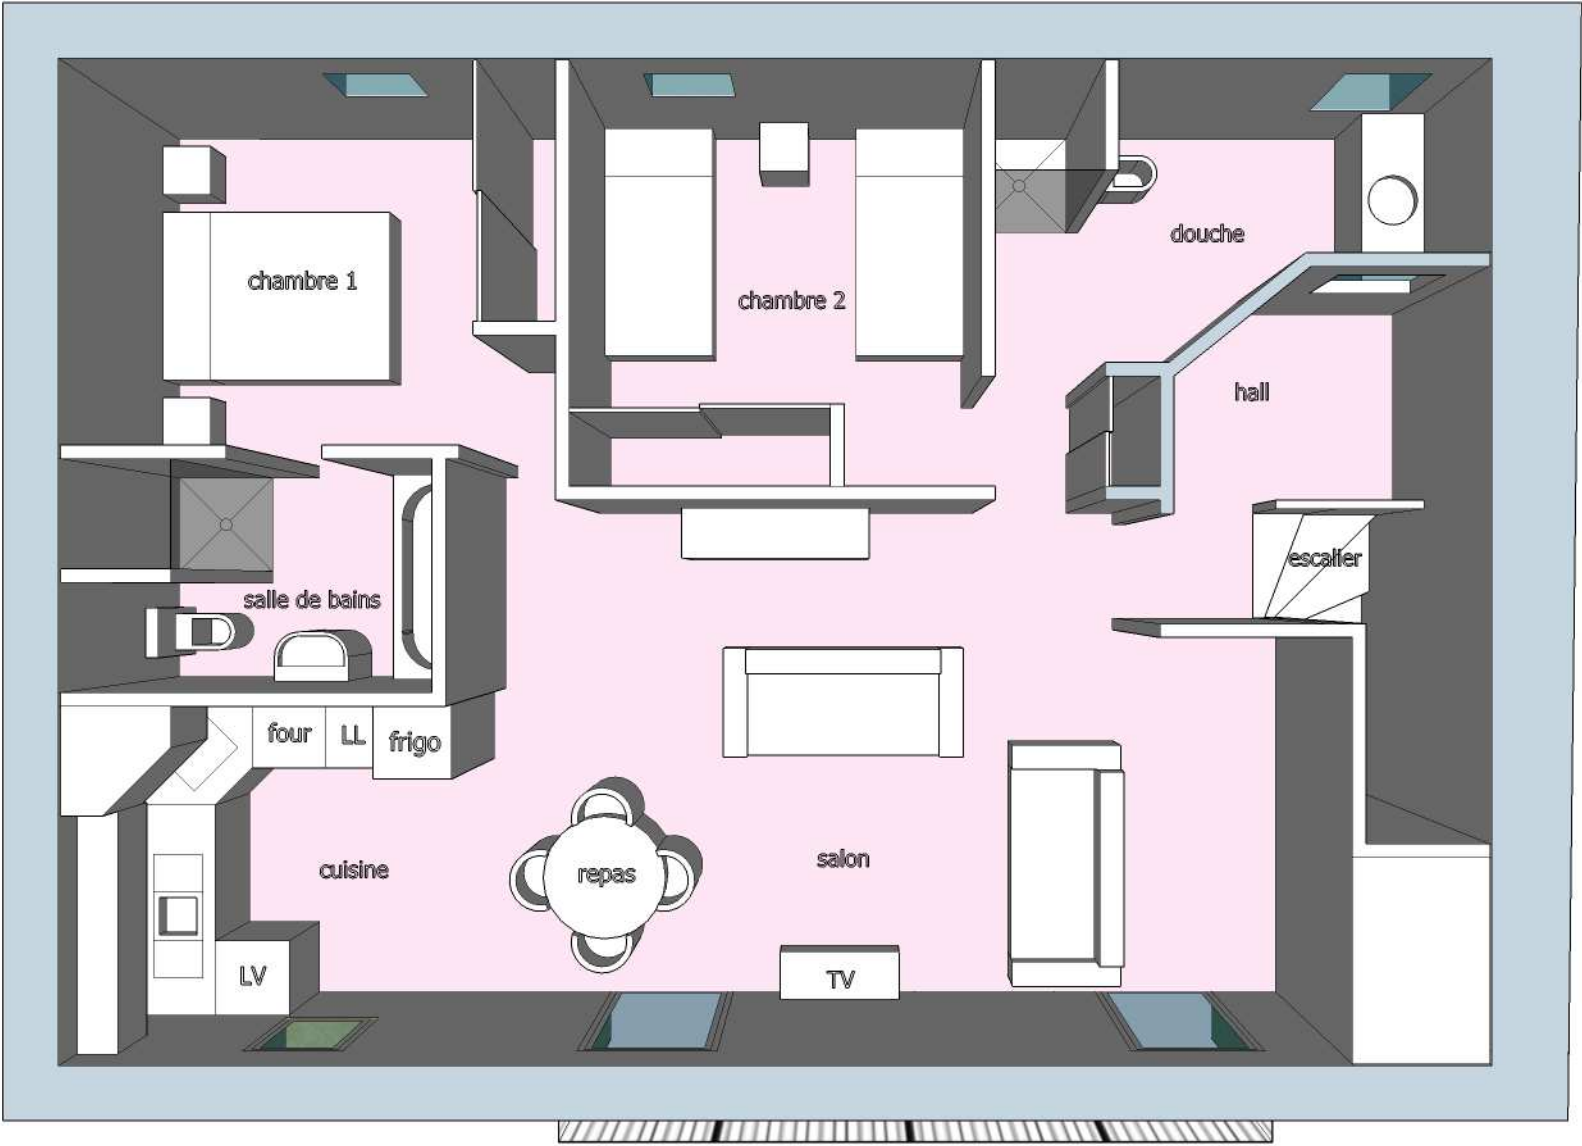 chambre 1
chambre 2
douche
hall
escalier
salle de bains
four
LL
frigo
cuisine
repas
salon
LV
TV